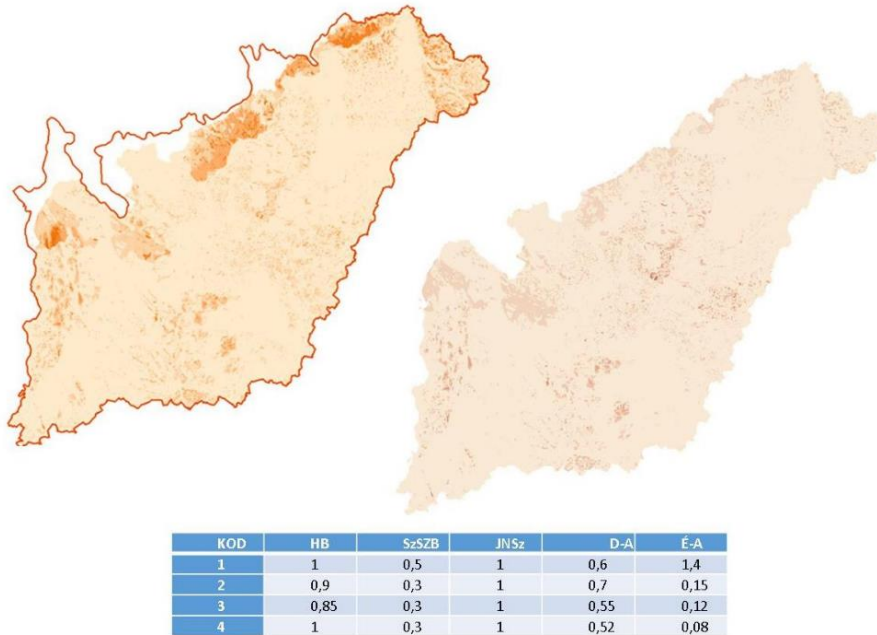 KOD HB SzSZB JNSz D-A É-A
1 1 0,5 1 0,6 1,4
2 0,9 0,3 1 0,7 0,15
3 0,85 0,3 1 0,55 0,12
4 1 0,3 1 0,52 0,08